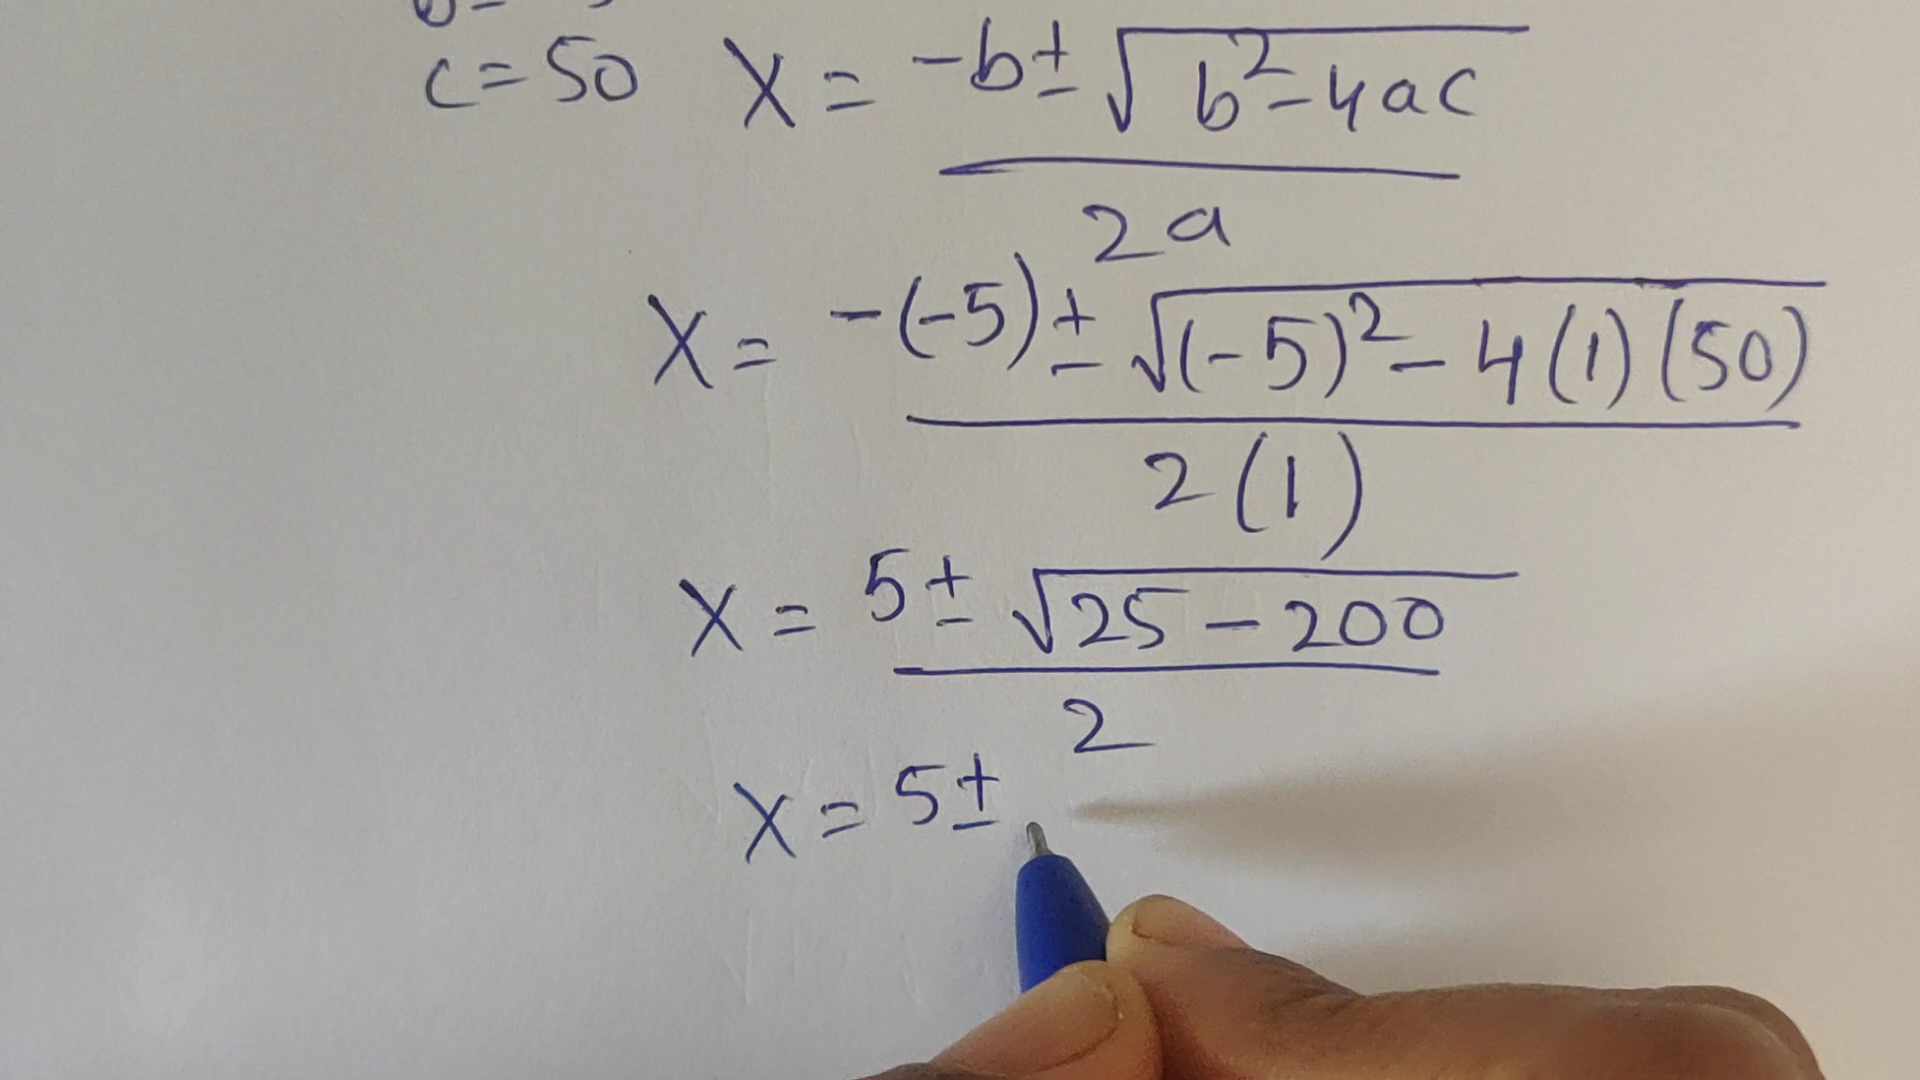 c=50
X = -b± √b²-4ac
2a
X = -(-5)± √(-5)²-4(1)(50)
2(1)
X = 5± √25-200
2
X = 5±